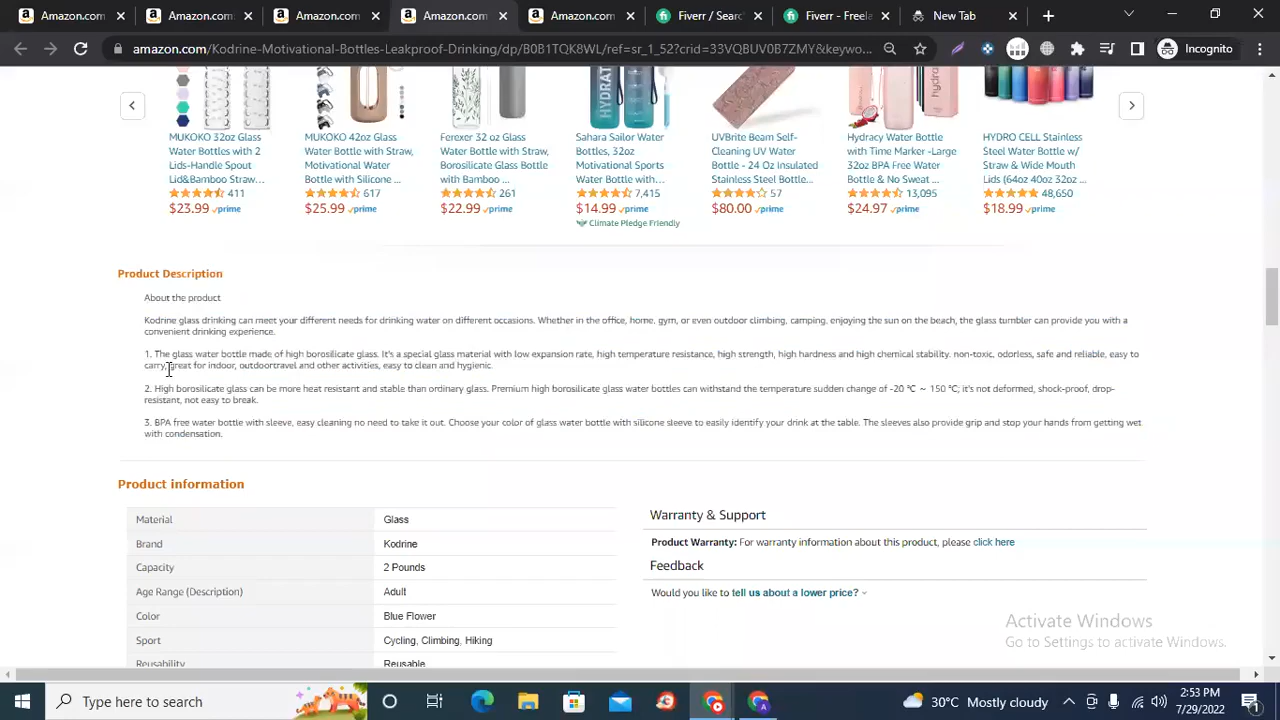 Amazon.com
Amazon.com
Amazon.com
Amazon.com
Fiverr / Sear
Fiverr - Freela
New Tab
amazon.com/Kodrine-Motivational-Bottles-Leakproof-Drinking/dp/B0B1TQK8WL/ref=sr_1_52?crid=33VQBUV0B7ZMY&keywo...
Incognito
MUKOKO 32oz Glass
Water Bottles with 2
Lids-Handle Spout
Lid&Bamboo Straw...
411
$23.99 prime
MUKOKO 42oz Glass
Water Bottle with Straw,
Motivational Water
Bottle with Silicone ...
617
$25.99 prime
Ferexer 32 oz Glass
Water Bottle with Straw,
Borosilicate Glass Bottle
with Bamboo ...
261
$22.99 prime
HYDRATE
Sahara Sailor Water
Bottles, 32oz
Motivational Sports
Water Bottle with...
7,415
$14.99 prime
Climate Pledge Friendly
UVBrite Beam Self-
Cleaning UV Water
Bottle - 24 Oz Insulated
Stainless Steel Bottle...
57
$80.00 prime
hydracy
Hydracy Water Bottle
with Time Marker -Large
32oz BPA Free Water
Bottle & No Sweat ...
13,095
$24.97 prime
HYDRO CELL Stainless
Steel Water Bottle w/
Straw & Wide Mouth
Lids (64oz 40oz 32oz ...
48,650
$18.99 prime
Product Description
About the product
Kodrine glass drinking can meet your different needs for drinking water on different occasions. Whether in the office, home, gym, or even outdoor climbing, camping, enjoying the sun on the beach, the glass tumbler can provide you with a
convenient drinking experience.
1. The glass water bottle made of high borosilicate glass. It's a special glass material with low expansion rate, high temperature resistance, high strength, high hardness and high chemical stability. non-toxic, odorless, safe and reliable, easy to
carry, great for indoor, outdoortravel and other activities, easy to clean and hygienic.
2. High borosilicate glass can be more heat resistant and stable than ordinary glass. Premium high borosilicate glass water bottles can withstand the temperature sudden change of -20 ℃ ~ 150 ℃; it's not deformed, shock-proof, drop-
resistant, not easy to break.
3. BPA free water bottle with sleeve, easy cleaning no need to take it out. Choose your color of glass water bottle with silicone sleeve to easily identify your drink at the table. The sleeves also provide grip and stop your hands from getting wet
with condensation.
Product information
Material Glass
Brand Kodrine
Capacity 2 Pounds
Age Range (Description) Adult
Color Blue Flower
Sport Cycling, Climbing, Hiking
Reusability Reusable
Warranty & Support
Product Warranty: For warranty information about this product, please click here
Feedback
Would you like to tell us about a lower price?
Activate Windows
Go to Settings to activate Windows.
Type here to search
30°C Mostly cloudy
2:53 PM
7/29/2022